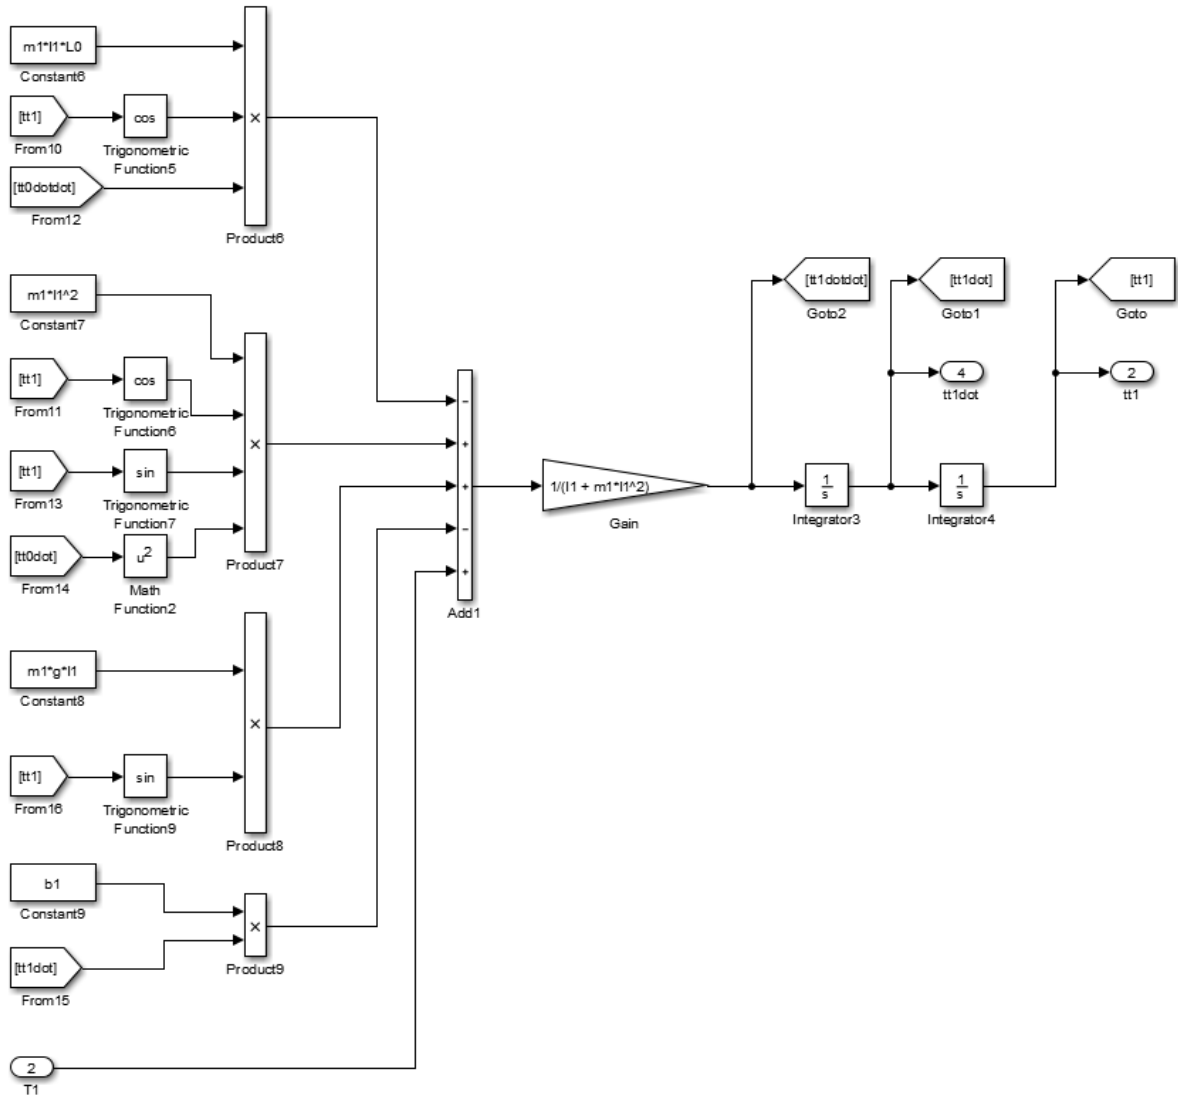 m1*l1*L0
Constant6
[tt1]
From10
cos
Trigonometric
Function5
[tt0dotdot]
From12
×
Product6
m1*l1^2
Constant7
[tt1]
From11
cos
Trigonometric
Function6
[tt1]
From13
sin
Trigonometric
Function7
[tt0dot]
From14
u2
Math
Function2
×
Product7
m1*g*l1
Constant8
[tt1]
From16
sin
Trigonometric
Function9
×
Product8
b1
Constant9
[tt1dot]
From15
×
Product9
2
T1
−
+
+
−
+
Add1
1/(I1 + m1*l1^2)
Gain
[tt1dotdot]
Goto2
1
s
Integrator3
[tt1dot]
Goto1
4
tt1dot
1
s
Integrator4
[tt1]
Goto
2
tt1